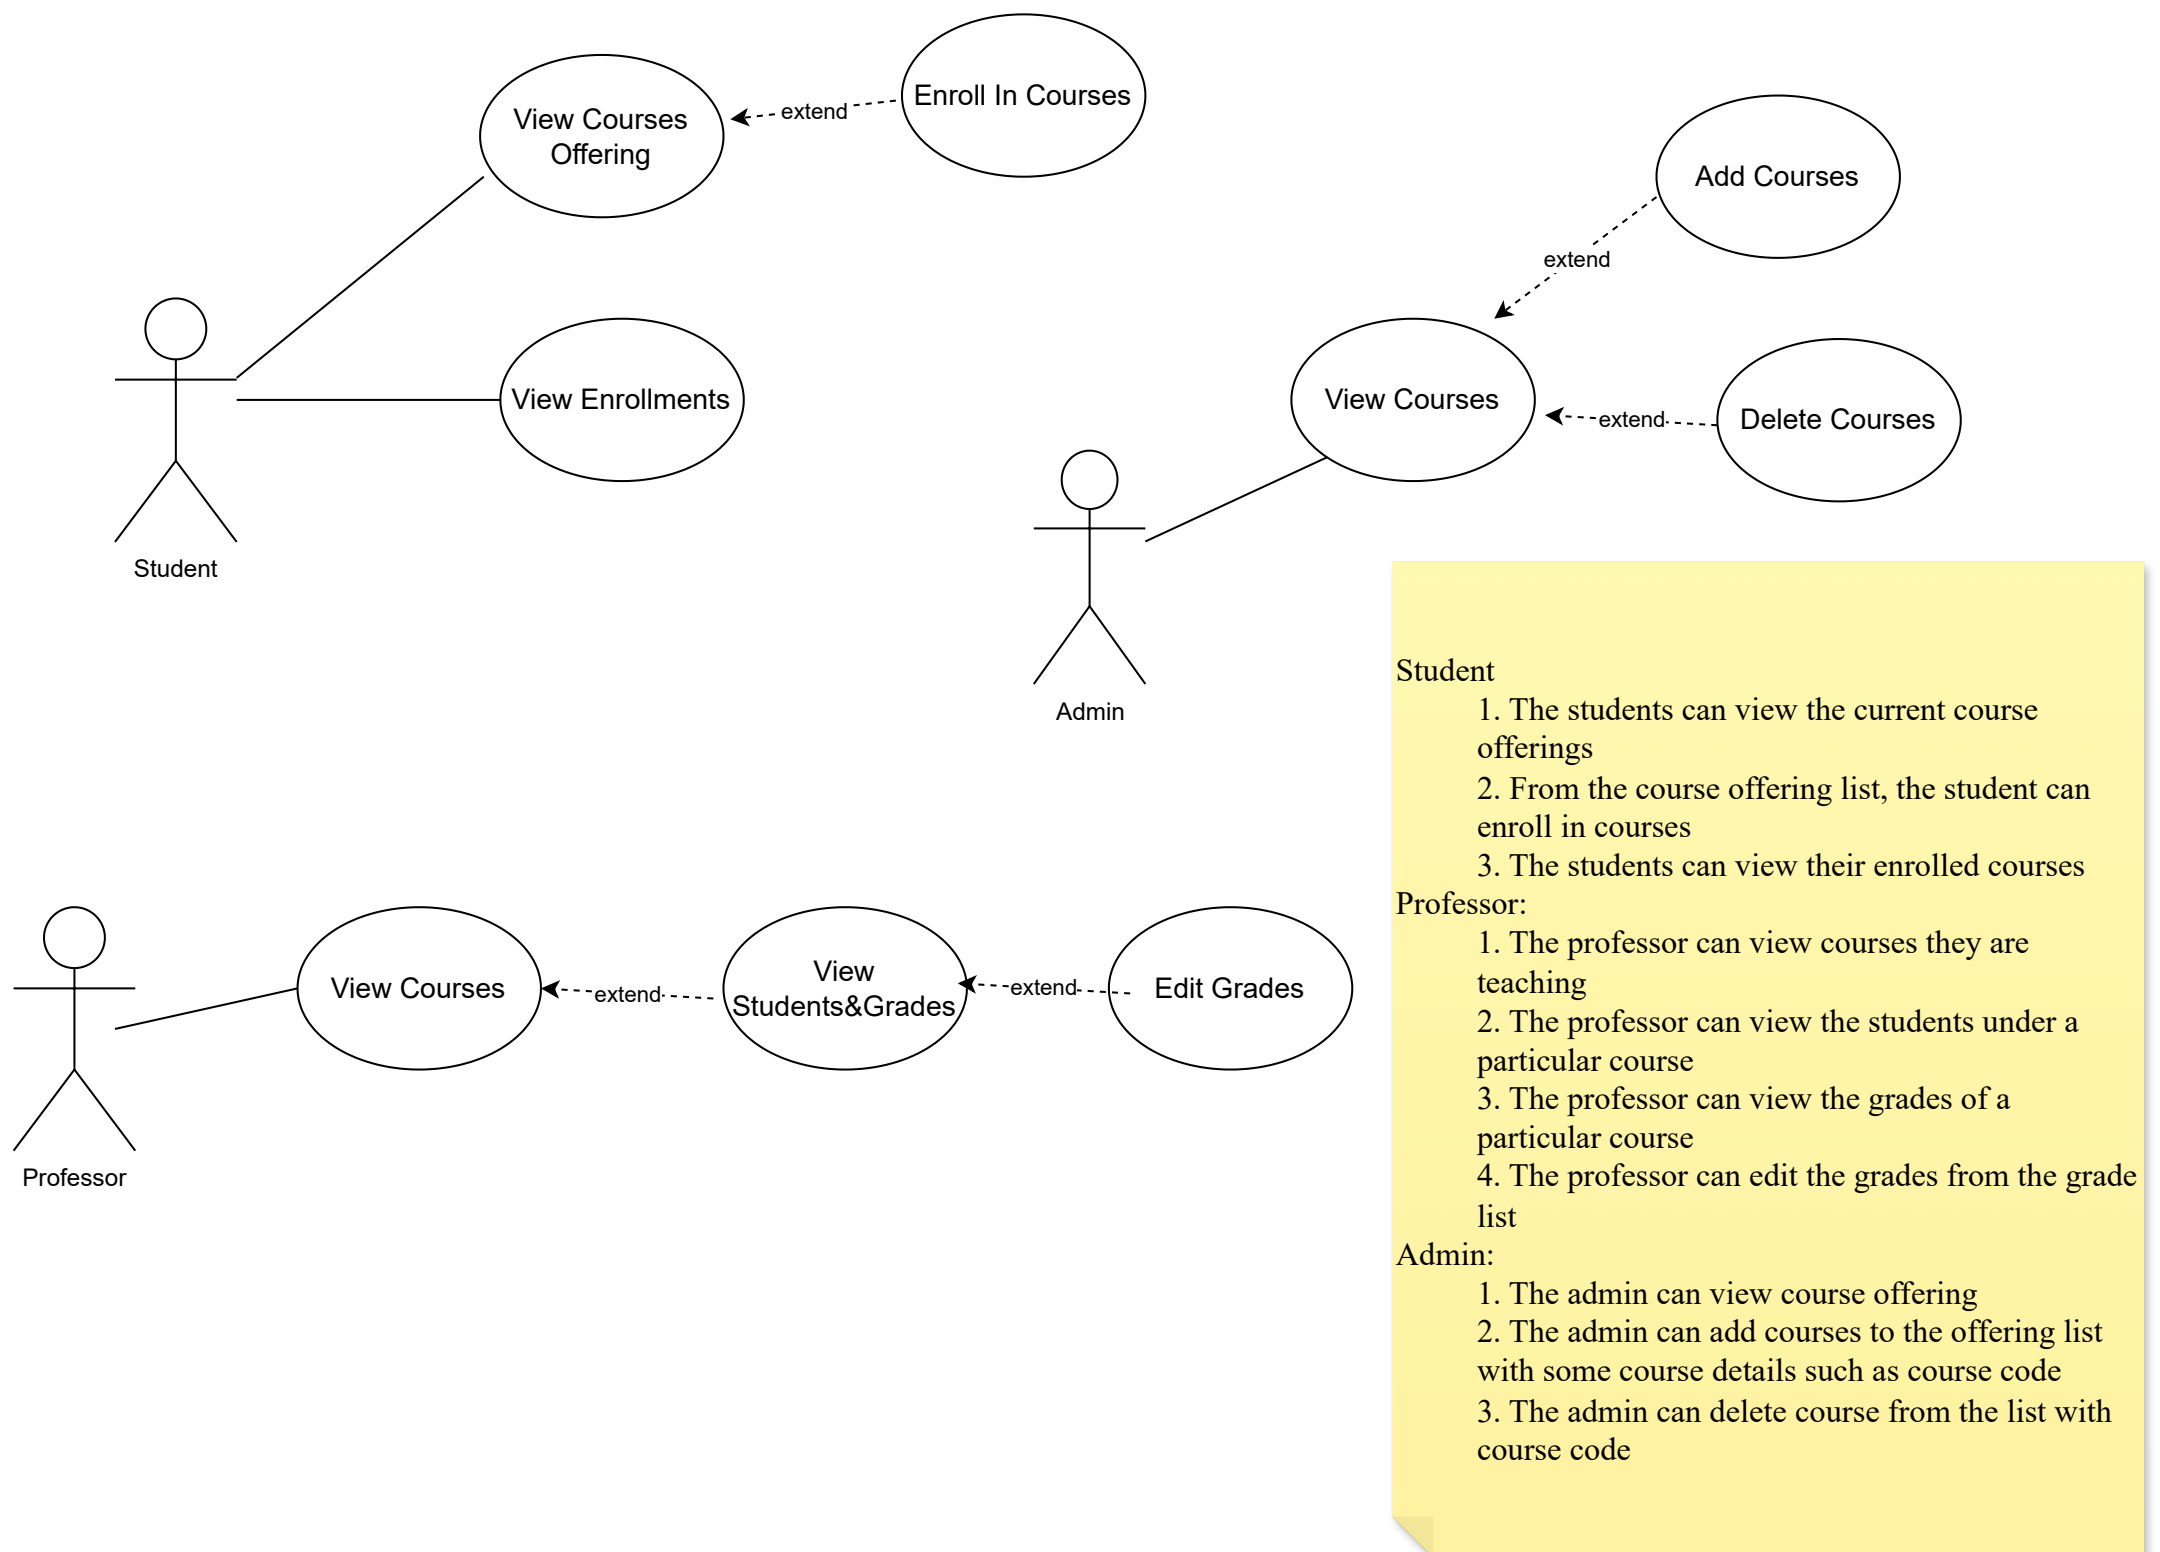 Enroll In Courses
View Courses
Offering
extend
Add Courses
extend
View Enrollments
View Courses
extend
Delete Courses
Student
Admin
View Courses
extend
View
Students&Grades
extend
Edit Grades
Professor
Student
1. The students can view the current course
offerings
2. From the course offering list, the student can
enroll in courses
3. The students can view their enrolled courses
Professor:
1. The professor can view courses they are
teaching
2. The professor can view the students under a
particular course
3. The professor can view the grades of a
particular course
4. The professor can edit the grades from the grade
list
Admin:
1. The admin can view course offering
2. The admin can add courses to the offering list
with some course details such as course code
3. The admin can delete course from the list with
course code